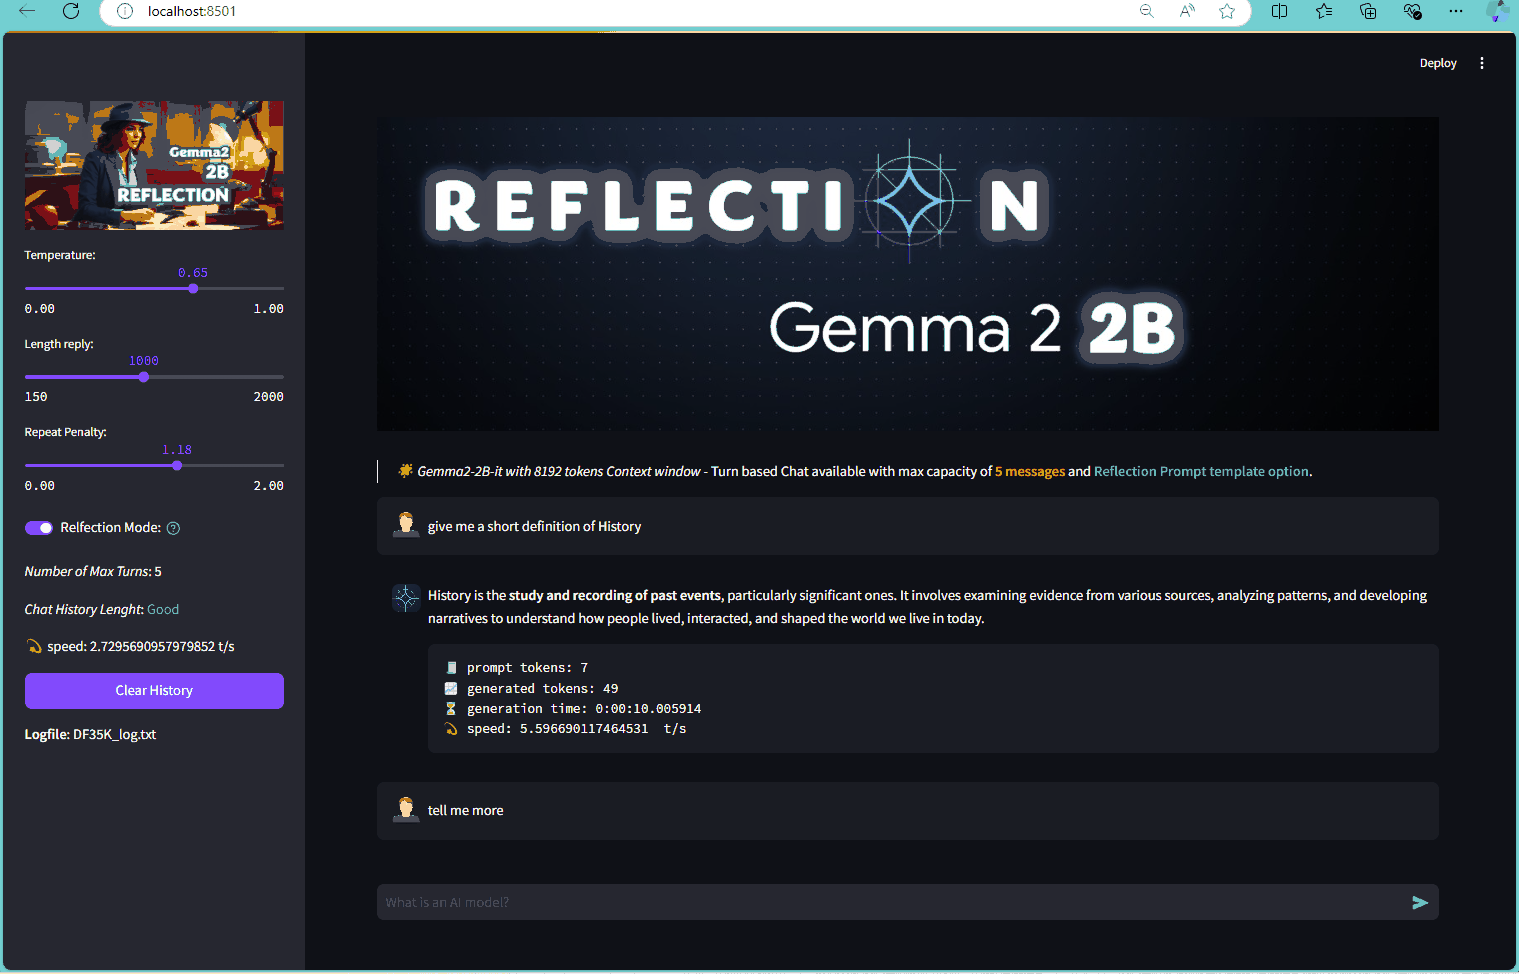 localhost:8501
Deploy
Gemma2
2B
REFLECTION
Temperature:
0.65
0.00 1.00
Length reply:
1000
150 2000
Repeat Penalty:
1.18
0.00 2.00
Relfection Mode:
Number of Max Turns: 5
Chat History Lenght: Good
speed: 2.7295690957979852 t/s
Clear History
Logfile: DF35K_log.txt
REFLECTI N
Gemma 2 2B
Gemma2-2B-it with 8192 tokens Context window - Turn based Chat available with max capacity of 5 messages and Reflection Prompt template option.
give me a short definition of History
History is the study and recording of past events, particularly significant ones. It involves examining evidence from various sources, analyzing patterns, and developing
narratives to understand how people lived, interacted, and shaped the world we live in today.
prompt tokens: 7
generated tokens: 49
generation time: 0:00:10.005914
speed: 5.596690117464531 t/s
tell me more
What is an AI model?